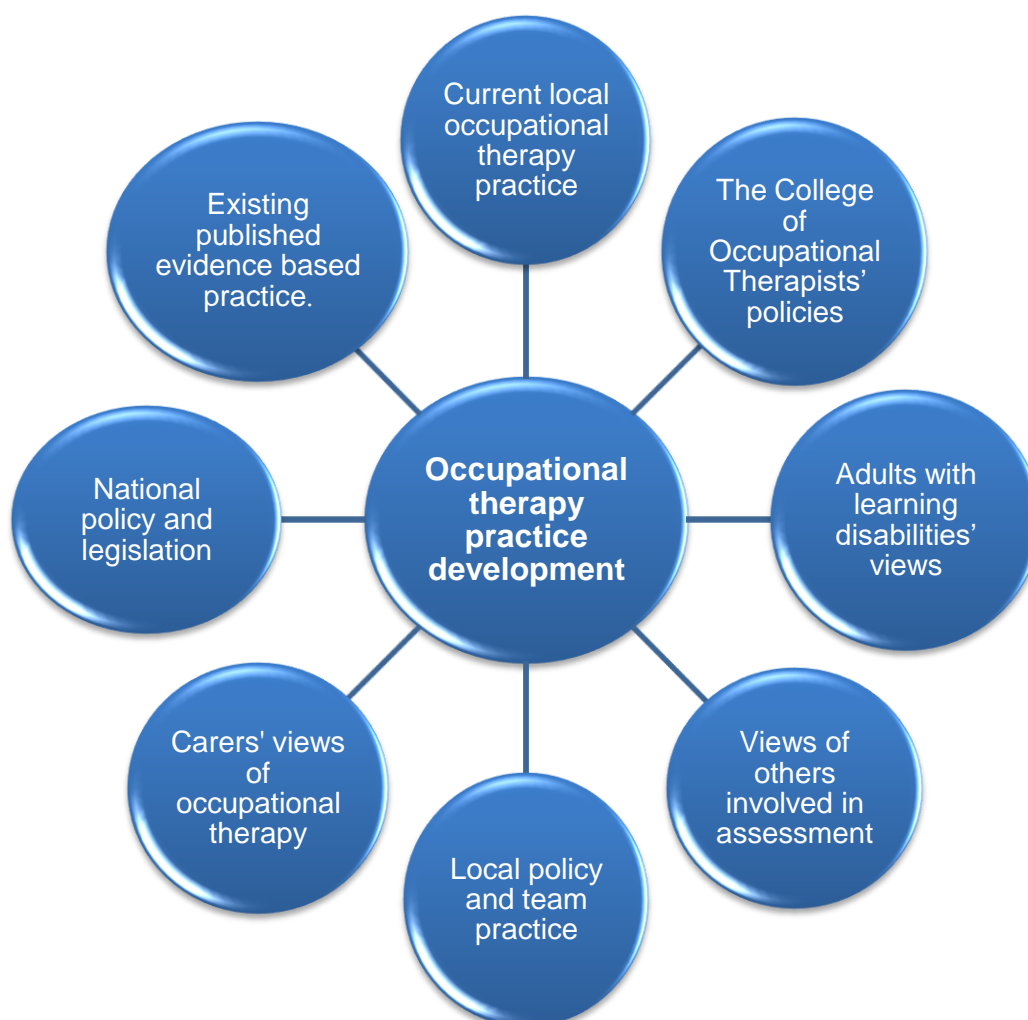 Current local
occupational
therapy
practice
The College
of
Occupational
Therapists’
policies
Adults with
learning
disabilities’
views
Views of
others
involved in
assessment
Local policy
and team
practice
Carers' views
of
occupational
therapy
National
policy and
legislation
Existing
published
evidence based
practice.
Occupational
therapy
practice
development